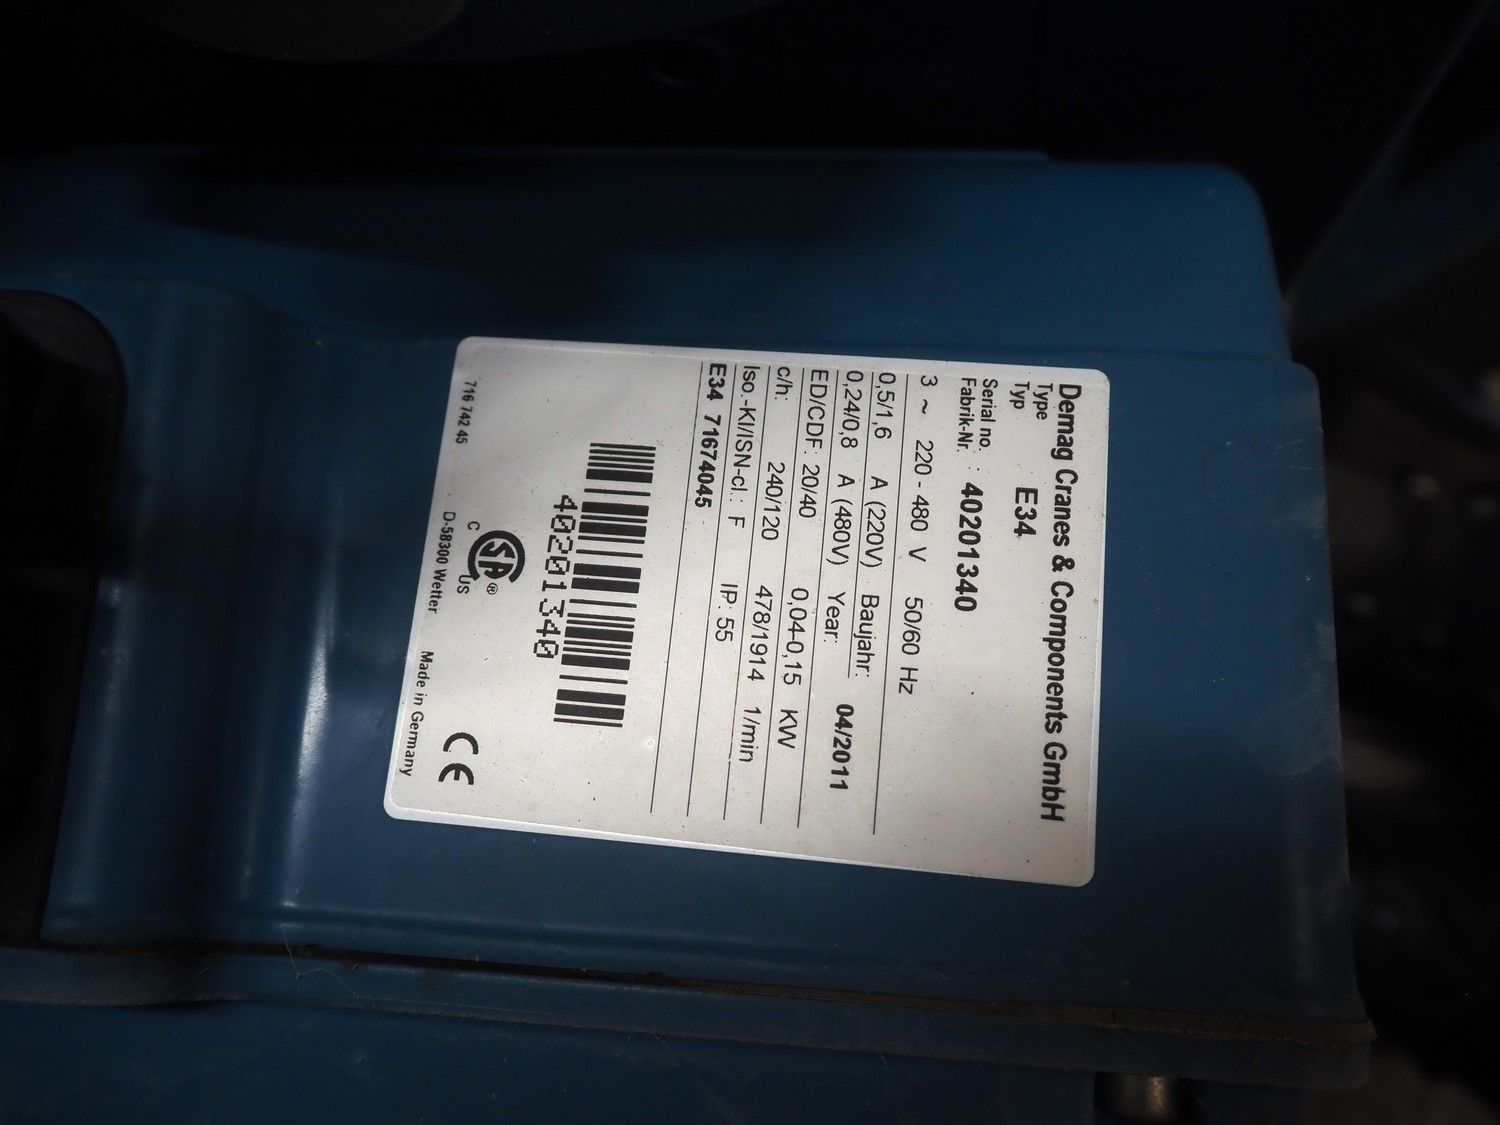 Demag Cranes & Components GmbH
Type
Typ E34
Serial no.
Fabrik-Nr. : 40201340
3 ~ 220 - 480 V 50/60 Hz
0,5/1,6 A (220V) Baujahr:
0,24/0,8 A (480V) Year: 04/2011
ED/CDF: 20/40 0,04-0,15 KW
c/h: 240/120 478/1914 1/min
Iso.-Kl/ISN-cl.: F IP: 55
E34 71674045
40201340
SA®
C US
CE
716 742 45 D-58300 Wetter Made in Germany